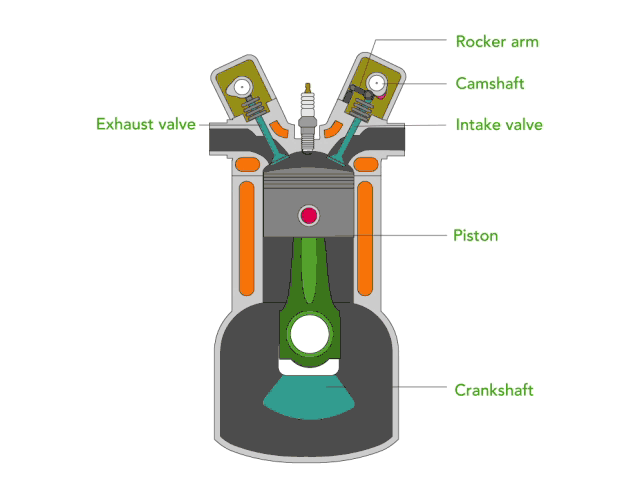 Rocker arm
Camshaft
Exhaust valve
Intake valve
Piston
Crankshaft